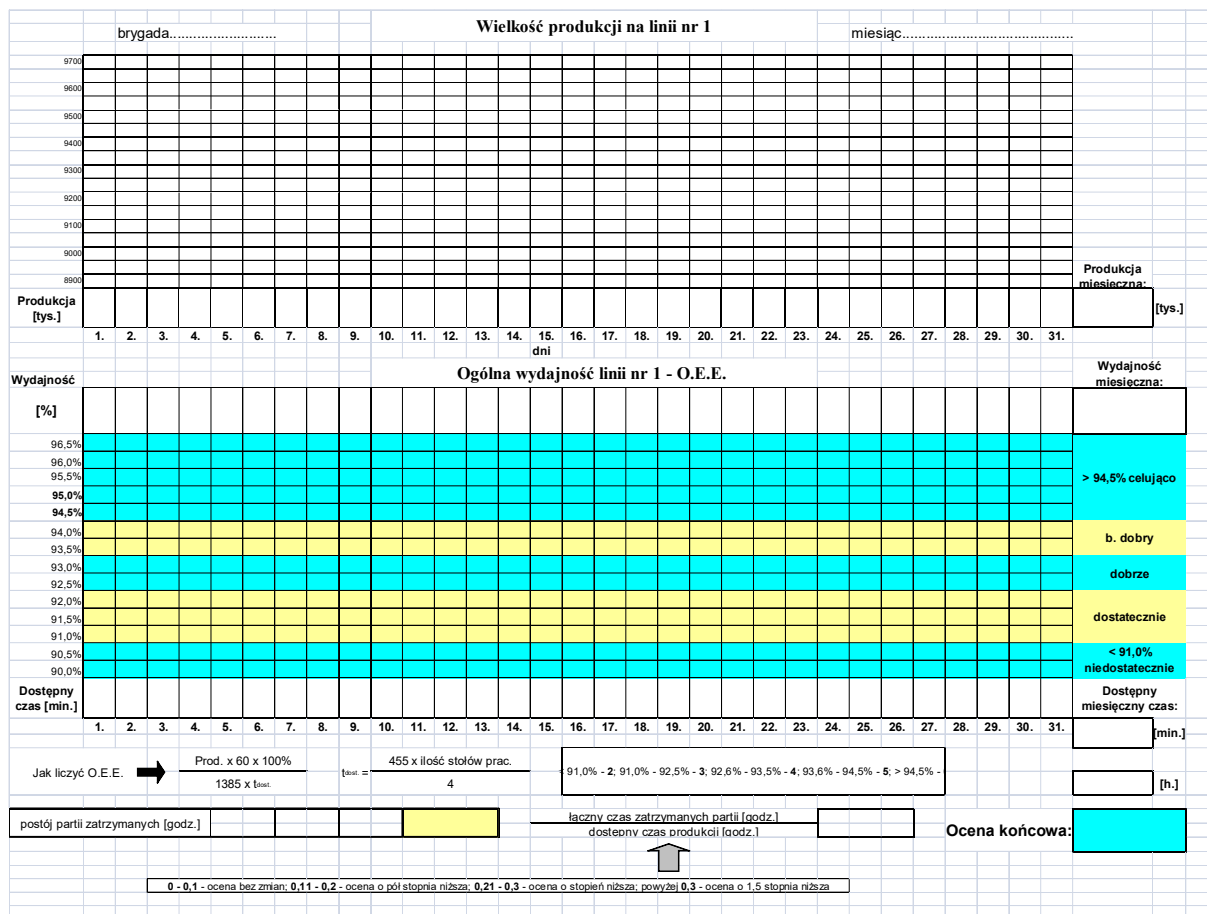 Wielkość produkcji na linii nr 1
brygada..........................
miesiąc..........................................
9700
9600
9500
9400
9300
9200
9100
9000
8900
Produkcja
miesięczna:
Produkcja
[tys.]
[tys.]
1. 2. 3. 4. 5. 6. 7. 8. 9. 10. 11. 12. 13. 14. 15. 16. 17. 18. 19. 20. 21. 22. 23. 24. 25. 26. 27. 28. 29. 30. 31.
dni
Ogólna wydajność linii nr 1 - O.E.E.
Wydajność
miesięczna:
Wydajność
[%]
96,5%
96,0%
95,5%
95,0%
94,5%
> 94,5% celująco
94,0%
93,5%
b. dobry
93,0%
92,5%
dobrze
92,0%
91,5%
91,0%
dostatecznie
90,5%
90,0%
< 91,0%
niedostatecznie
Dostępny
czas [min.]
Dostępny
miesięczny czas:
1. 2. 3. 4. 5. 6. 7. 8. 9. 10. 11. 12. 13. 14. 15. 16. 17. 18. 19. 20. 21. 22. 23. 24. 25. 26. 27. 28. 29. 30. 31.
[min.]
Jak liczyć O.E.E.
Prod. x 60 x 100%
1385 x tdost.
tdost. =
455 x ilość stołów prac.
4
91,0% - 2; 91,0% - 92,5% - 3; 92,6% - 93,5% - 4; 93,6% - 94,5% - 5; > 94,5% -
[h.]
postój partii zatrzymanych [godz.]
łączny czas zatrzymanych partii [godz.]
dostępny czas produkcji [godz.]
Ocena końcowa:
0 - 0,1 - ocena bez zmian; 0,11 - 0,2 - ocena o pół stopnia niższa; 0,21 - 0,3 - ocena o stopień niższa; powyżej 0,3 - ocena o 1,5 stopnia niższa